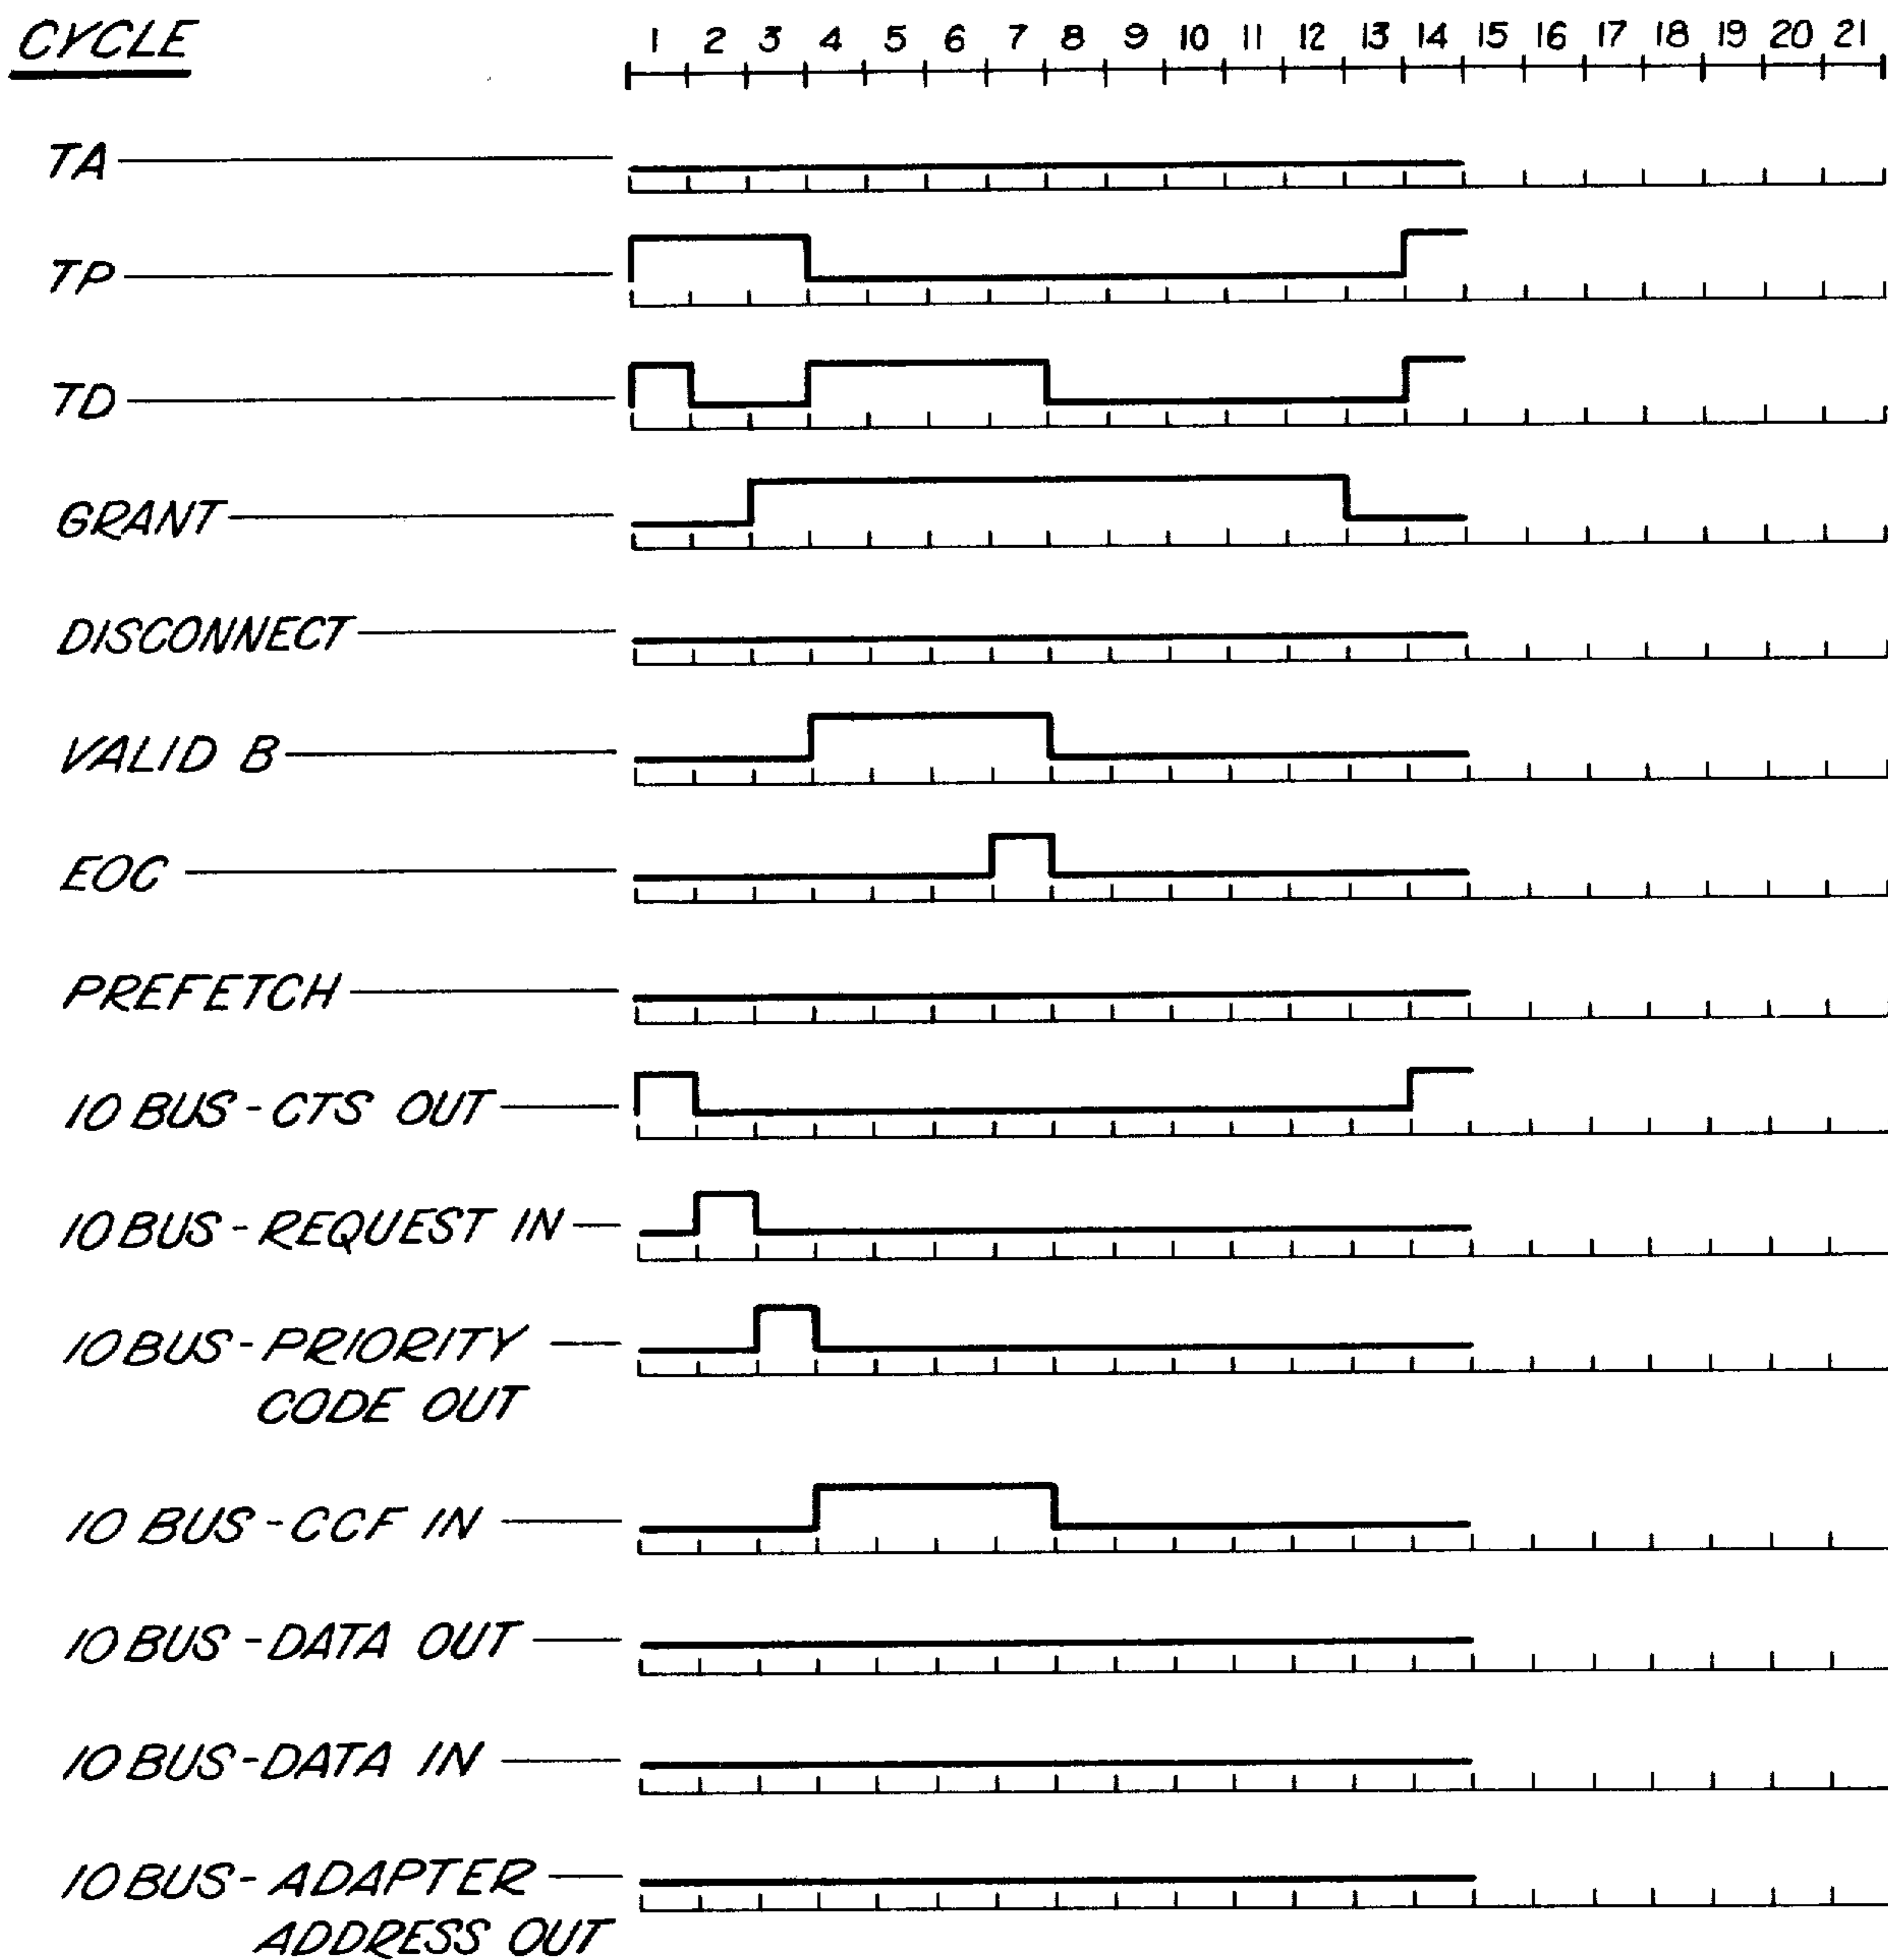 CYCLE 1 2 3 4 5 6 7 8 9 10 11 12 13 14 15 16 17 18 19 20 21
TA
TP
TD
GRANT
DISCONNECT
VALID B
EOC
PREFETCH
IO BUS-CTS OUT
IO BUS-REQUEST IN
IO BUS-PRIORITY
CODE OUT
IO BUS-CCF IN
IO BUS-DATA OUT
IO BUS-DATA IN
IO BUS-ADAPTER
ADDRESS OUT